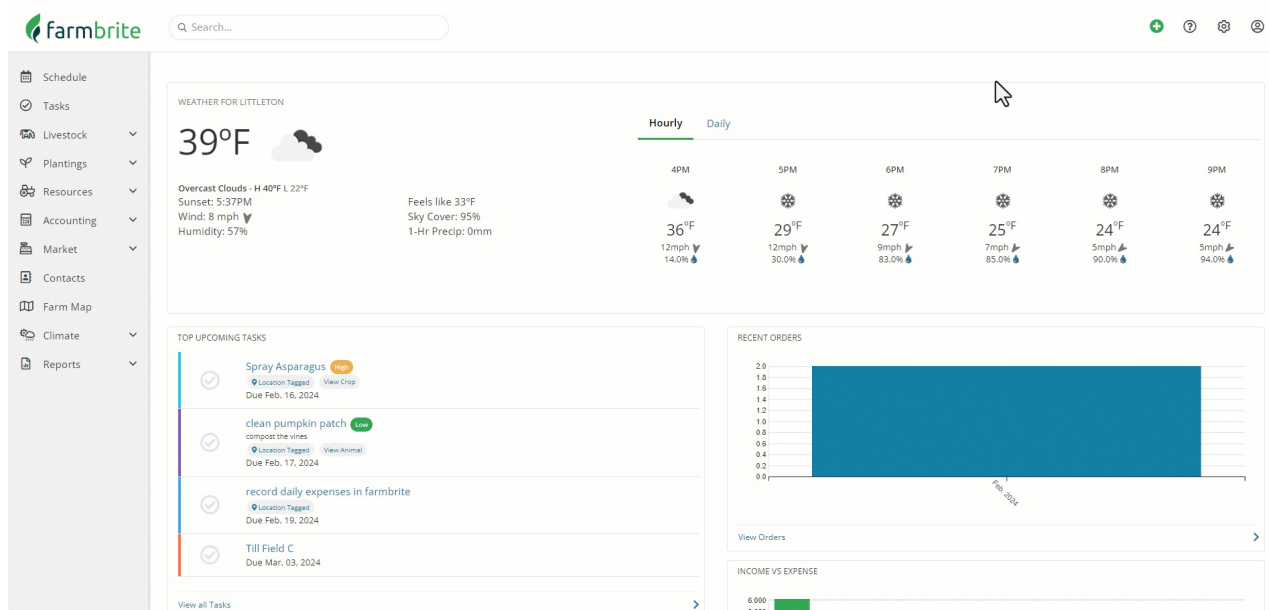 farmbrite
Search...
Schedule
Tasks
Livestock
Plantings
Resources
Accounting
Market
Contacts
Farm Map
Climate
Reports
WEATHER FOR LITTLETON
39°F
Overcast Clouds - H 40°F L 22°F
Sunset: 5:37PM
Wind: 8 mph
Humidity: 57%
Feels like 33°F
Sky Cover: 95%
1-Hr Precip: 0mm
Hourly Daily
4PM 5PM 6PM 7PM 8PM 9PM
36°F 29°F 27°F 25°F 24°F 24°F
12mph 12mph 9mph 7mph 5mph 5mph
14.0% 30.0% 83.0% 85.0% 90.0% 94.0%
TOP UPCOMING TASKS
Spray Asparagus High
Location Tagged View Crop
Due Feb. 16, 2024
clean pumpkin patch Low
compost the vines
Location Tagged View Animal
Due Feb. 17, 2024
record daily expenses in farmbrite
Location Tagged
Due Feb. 19, 2024
Till Field C
Due Mar. 03, 2024
View all Tasks
RECENT ORDERS
2.0
1.8
1.6
1.4
1.2
1.0
0.8
0.6
0.4
0.2
0.0
Feb. 2024
View Orders
INCOME VS EXPENSE
6,000